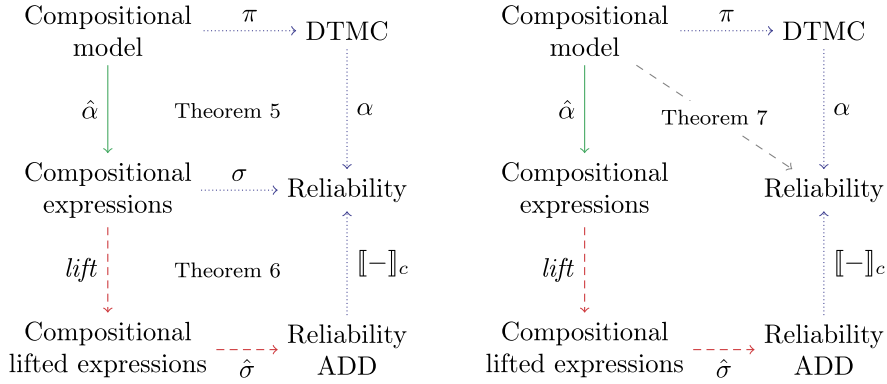 Compositional
model
π
DTMC
α̂
Theorem 5
α
Compositional
expressions
σ
Reliability
lift
Theorem 6
⟦−⟧c
Compositional
lifted expressions
σ̂
Reliability
ADD
Compositional
model
π
DTMC
α̂
Theorem 7
α
Compositional
expressions
Reliability
lift
⟦−⟧c
Compositional
lifted expressions
σ̂
Reliability
ADD